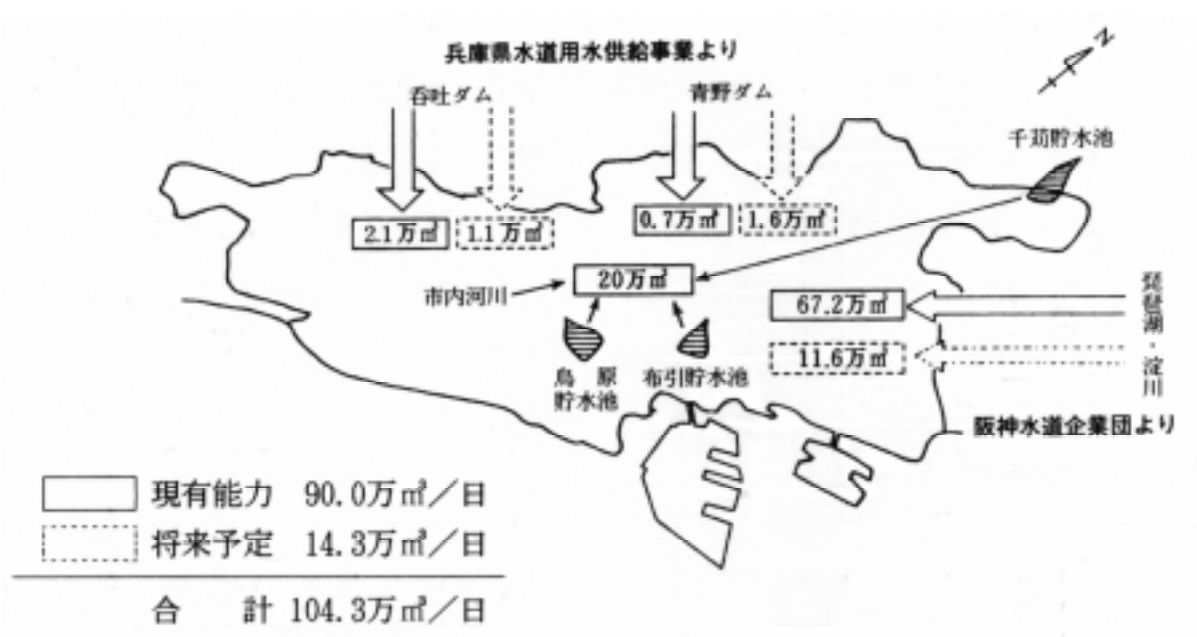 兵庫県水道用水供給事業より
N
呑吐ダム
青野ダム
千苅貯水池
2.1万㎥
1.1万㎥
0.7万㎥
1.6万㎥
20万㎥
市内河川
67.2万㎥
11.6万㎥
琵琶湖・淀川
烏原
貯水池
布引貯水池
阪神水道企業団より
現有能力 90.0万㎥/日
将来予定 14.3万㎥/日
合計 104.3万㎥/日